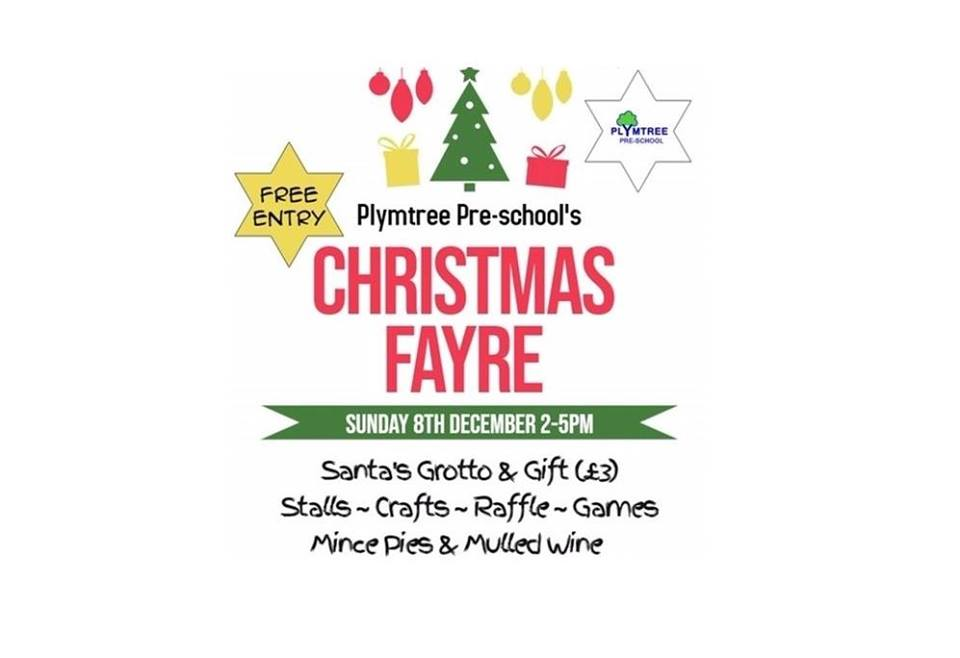 PLYMTREE
PRE-SCHOOL
FREE
ENTRY
Plymtree Pre-school's
CHRISTMAS
FAYRE
SUNDAY 8TH DECEMBER 2-5PM
Santa's Grotto & Gift (£3)
Stalls ~ Crafts ~ Raffle ~ Games
Mince Pies & Mulled Wine